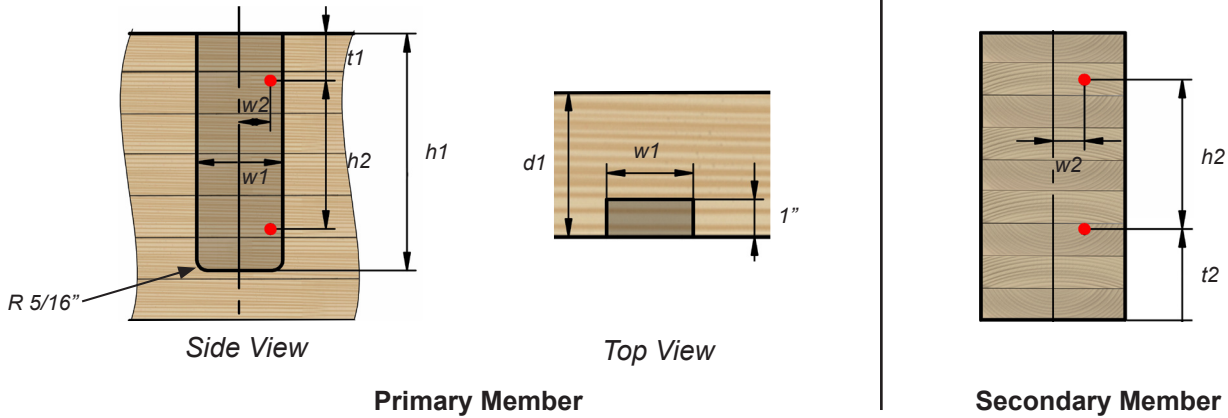 t1
w2
h2
h1
w1
R 5/16”
Side View
d1
w1
1”
Top View
Primary Member
w2
h2
t2
Secondary Member